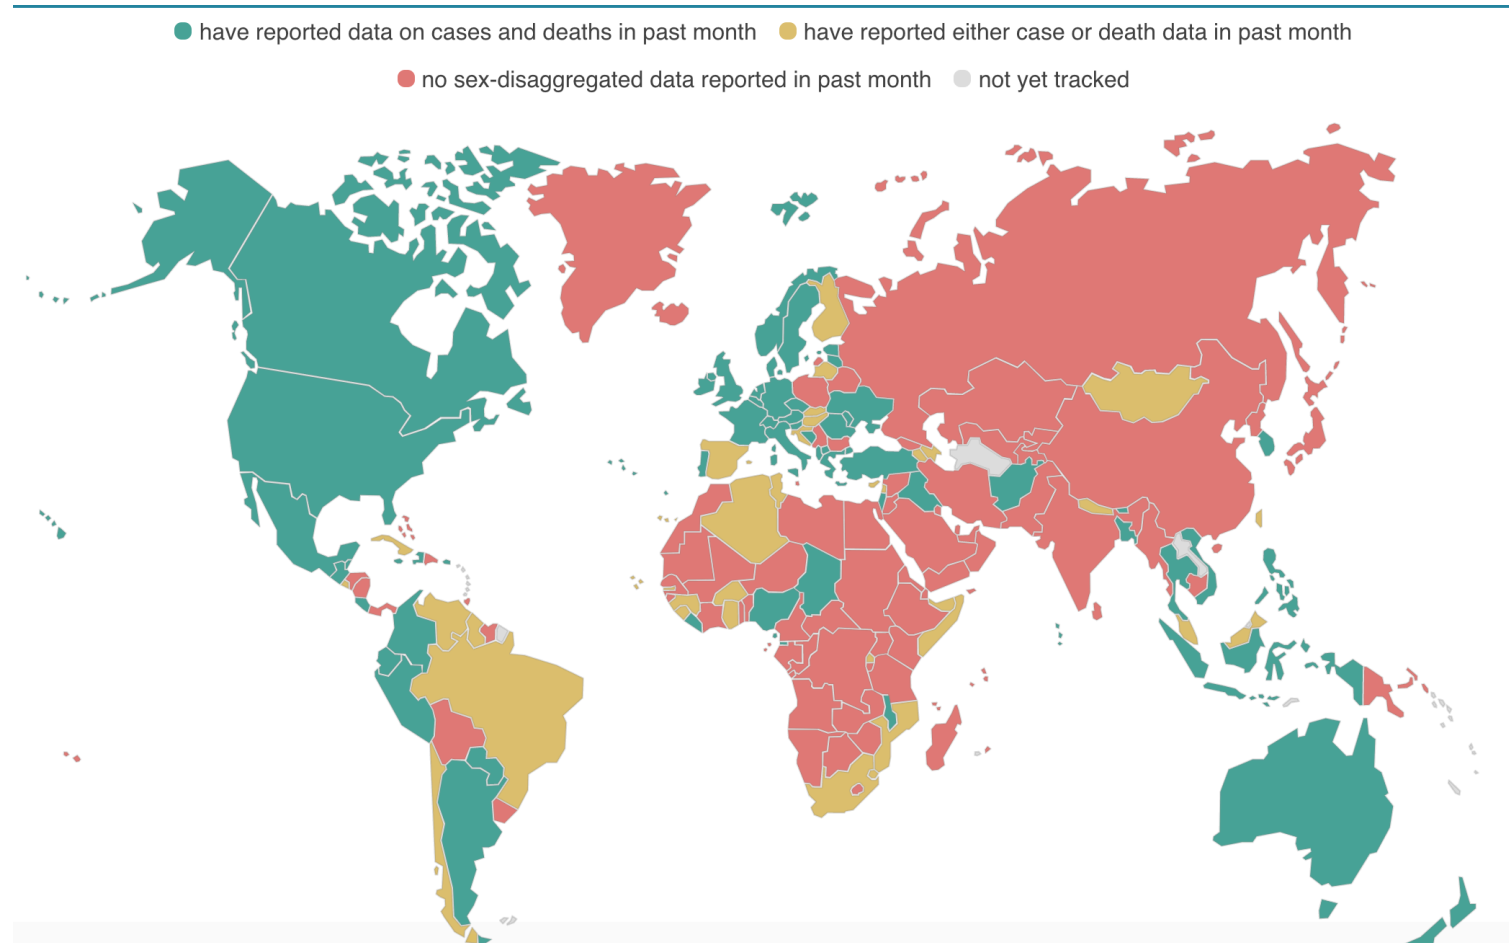 have reported data on cases and deaths in past month have reported either case or death data in past month
no sex-disaggregated data reported in past month not yet tracked